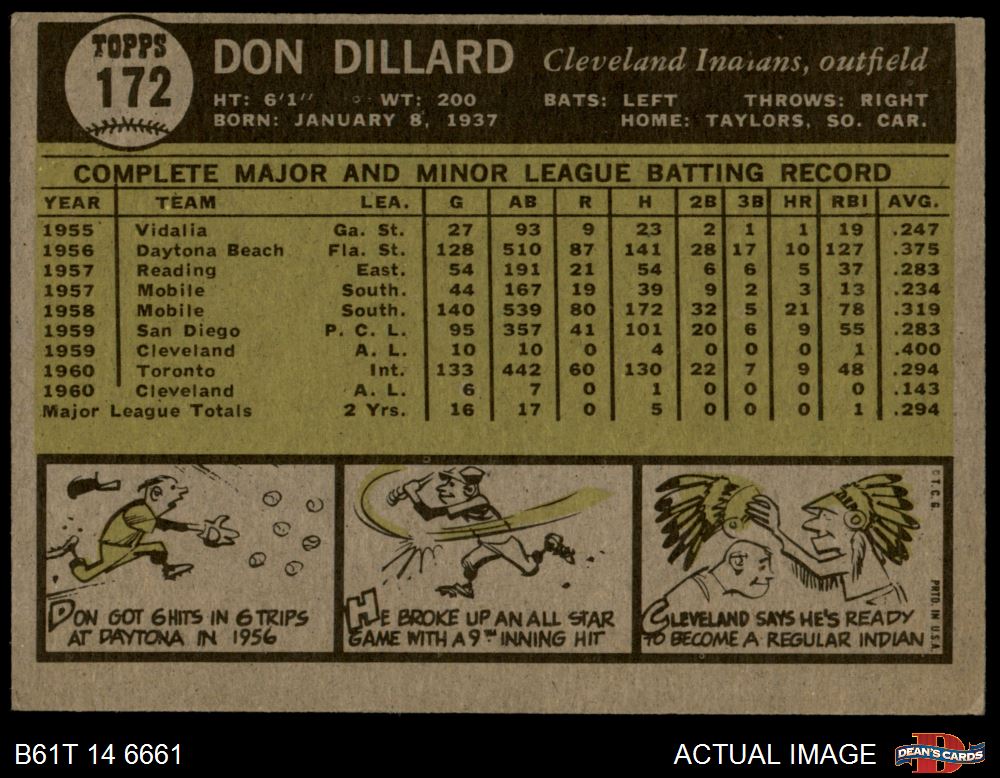 TOPPS
172
DON DILLARD Cleveland Indians, outfield
HT: 6'1" WT: 200 BATS: LEFT THROWS: RIGHT
BORN: JANUARY 8, 1937 HOME: TAYLORS, SO. CAR.
COMPLETE MAJOR AND MINOR LEAGUE BATTING RECORD
YEAR TEAM LEA. G AB R H 2B 3B HR RBI AVG.
1955 Vidalia Ga. St. 27 93 9 23 2 1 1 19 .247
1956 Daytona Beach Fla. St. 128 510 87 141 28 17 10 127 .375
1957 Reading East. 54 191 21 54 6 6 5 37 .283
1957 Mobile South. 44 167 19 39 9 2 3 13 .234
1958 Mobile South. 140 539 80 172 32 5 21 78 .319
1959 San Diego P. C. L. 95 357 41 101 20 6 9 55 .283
1959 Cleveland A. L. 10 10 0 4 0 0 0 1 .400
1960 Toronto Int. 133 442 60 130 22 7 9 48 .294
1960 Cleveland A. L. 6 7 0 1 0 0 0 0 .143
Major League Totals 2 Yrs. 16 17 0 5 0 0 0 1 .294
DON GOT 6 HITS IN 6 TRIPS
AT DAYTONA IN 1956
HE BROKE UP AN ALL STAR
GAME WITH A 9TH INNING HIT
CLEVELAND SAYS HE'S READY
TO BECOME A REGULAR INDIAN
© T.C.G. PRTD. IN U.S.A.
B61T 14 6661 ACTUAL IMAGE
D
DEAN'S CARDS